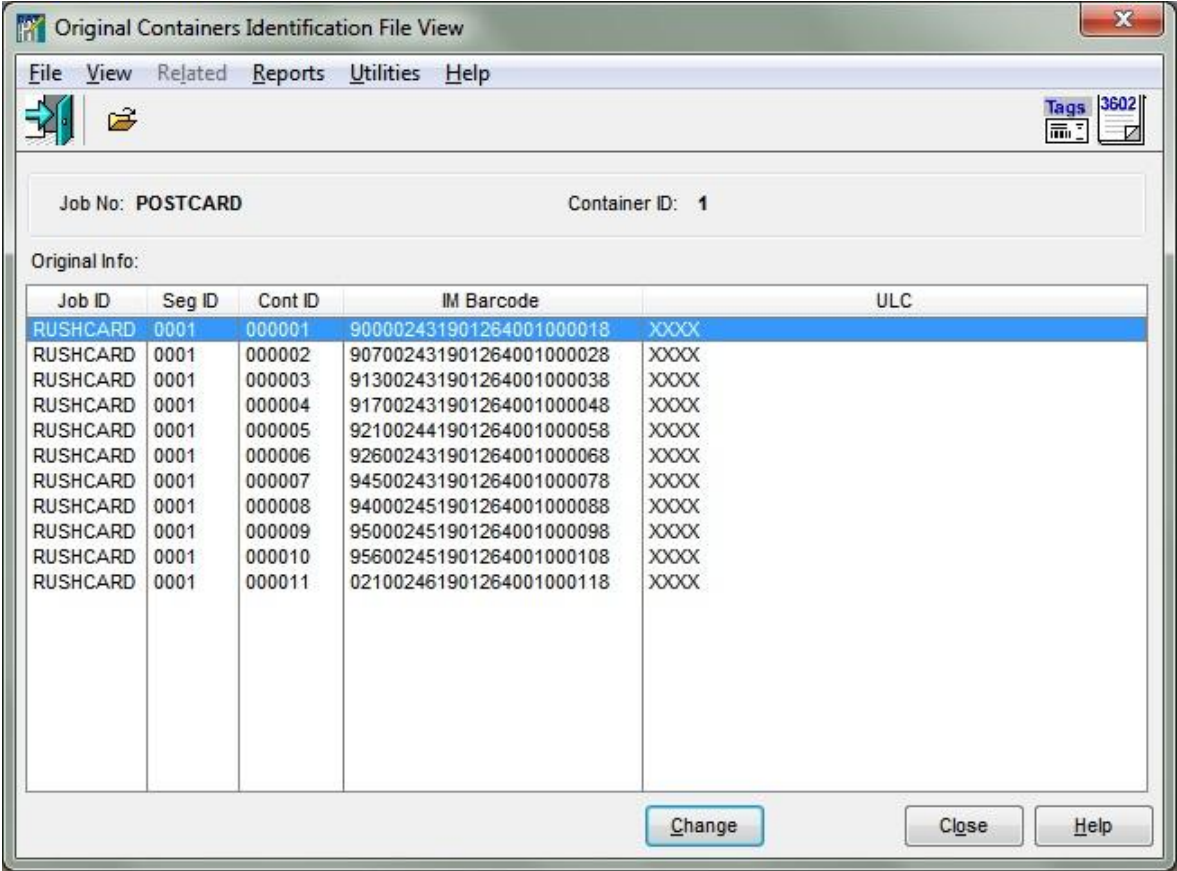 Original Containers Identification File View
File View Related Reports Utilities Help
Tags 3602
Job No: POSTCARD Container ID: 1
Original Info:
Job ID Seg ID Cont ID IM Barcode ULC
RUSHCARD 0001 000001 900002431901264001000018 XXXX
RUSHCARD 0001 000002 907002431901264001000028 XXXX
RUSHCARD 0001 000003 913002431901264001000038 XXXX
RUSHCARD 0001 000004 917002431901264001000048 XXXX
RUSHCARD 0001 000005 921002441901264001000058 XXXX
RUSHCARD 0001 000006 926002431901264001000068 XXXX
RUSHCARD 0001 000007 945002431901264001000078 XXXX
RUSHCARD 0001 000008 940002451901264001000088 XXXX
RUSHCARD 0001 000009 950002451901264001000098 XXXX
RUSHCARD 0001 000010 956002451901264001000108 XXXX
RUSHCARD 0001 000011 021002461901264001000118 XXXX
Change Close Help